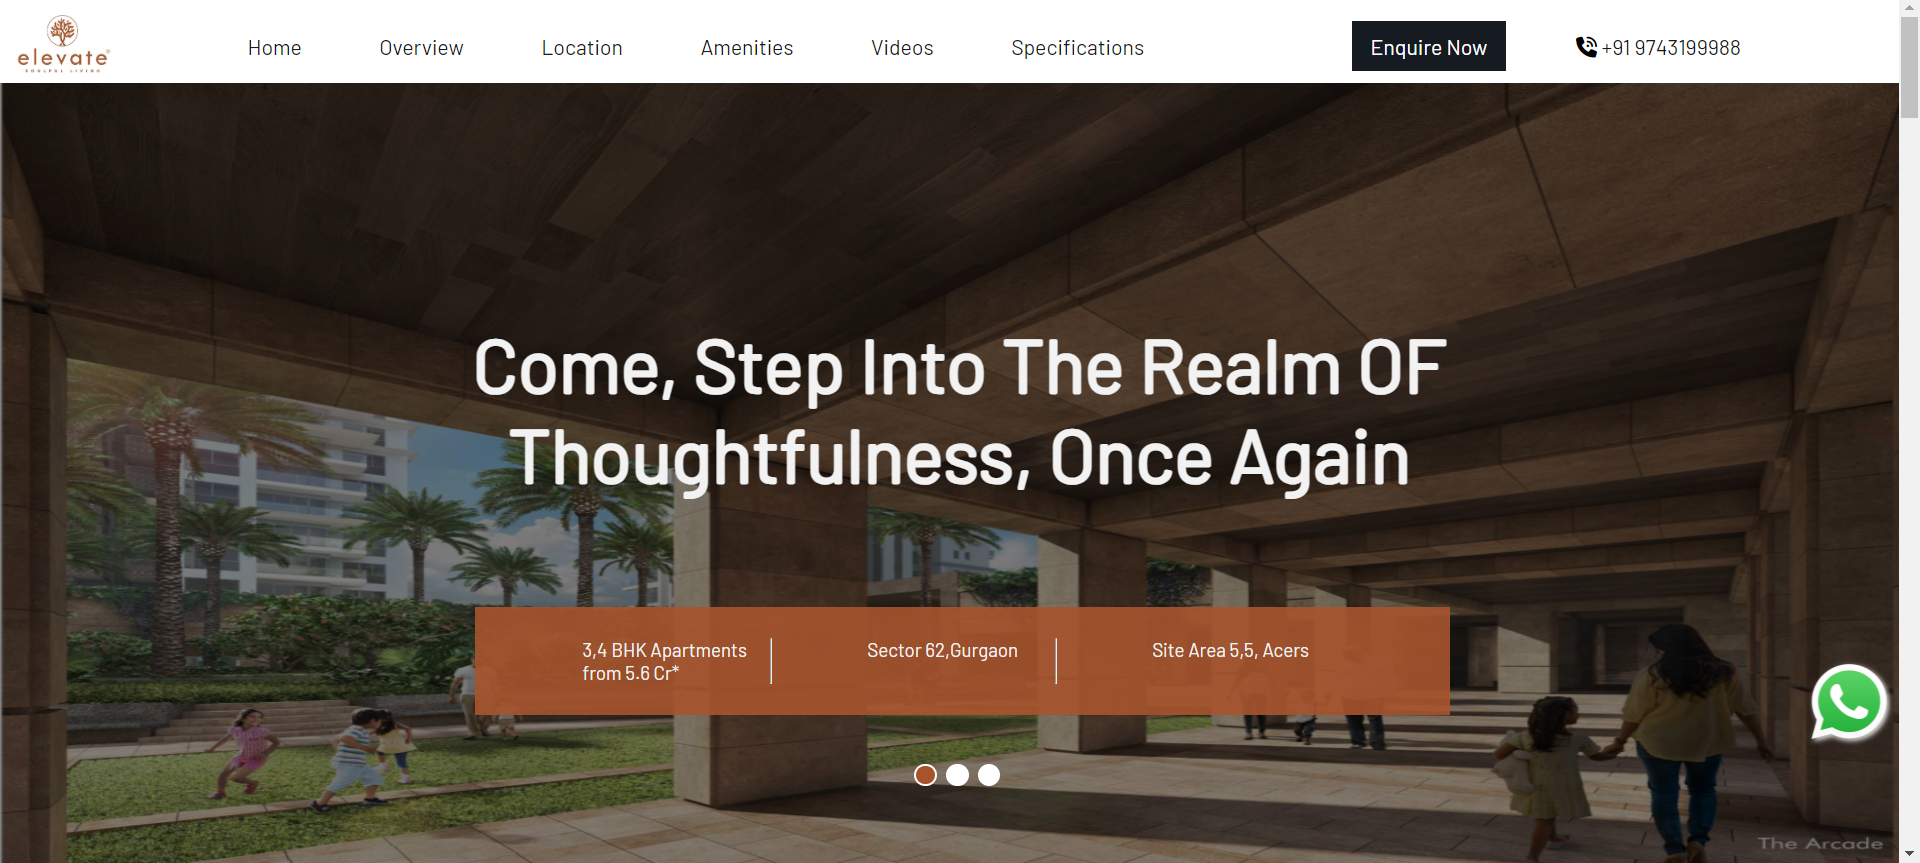 elevate
SOULFUL LIVING
Home Overview Location Amenities Videos Specifications Enquire Now +91 9743199988
Come, Step Into The Realm OF
Thoughtfulness, Once Again
3,4 BHK Apartments
from 5.6 Cr*
Sector 62,Gurgaon
Site Area 5,5, Acers
The Arcade